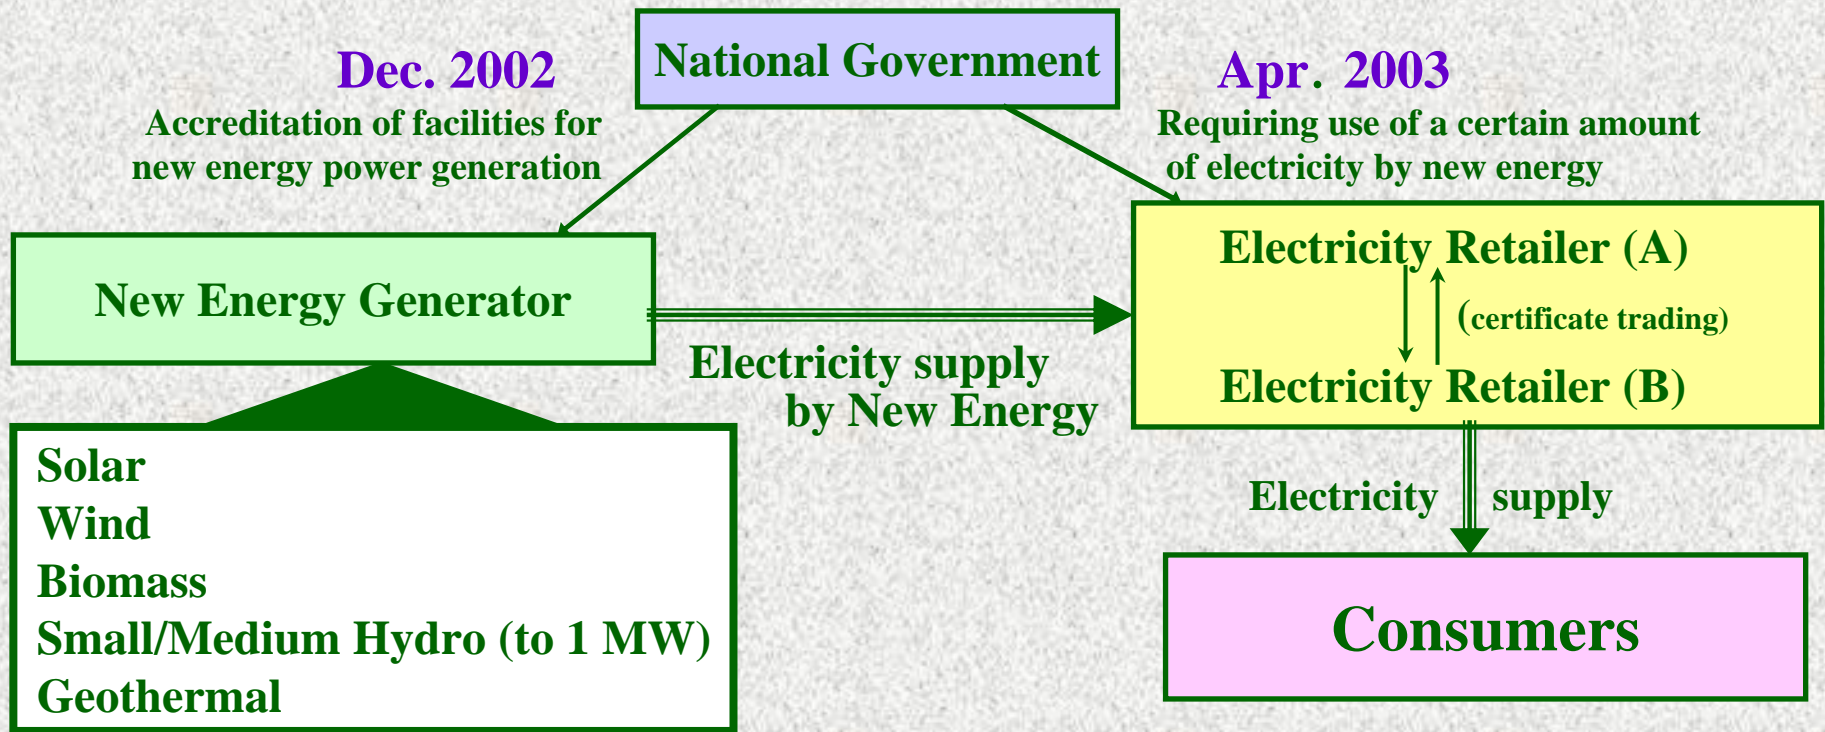 National Government
Dec. 2002
Accreditation of facilities for
new energy power generation
Apr. 2003
Requiring use of a certain amount
of electricity by new energy
New Energy Generator
Electricity supply
by New Energy
Electricity Retailer (A)
(certificate trading)
Electricity Retailer (B)
Solar
Wind
Biomass
Small/Medium Hydro (to 1 MW)
Geothermal
Electricity supply
Consumers